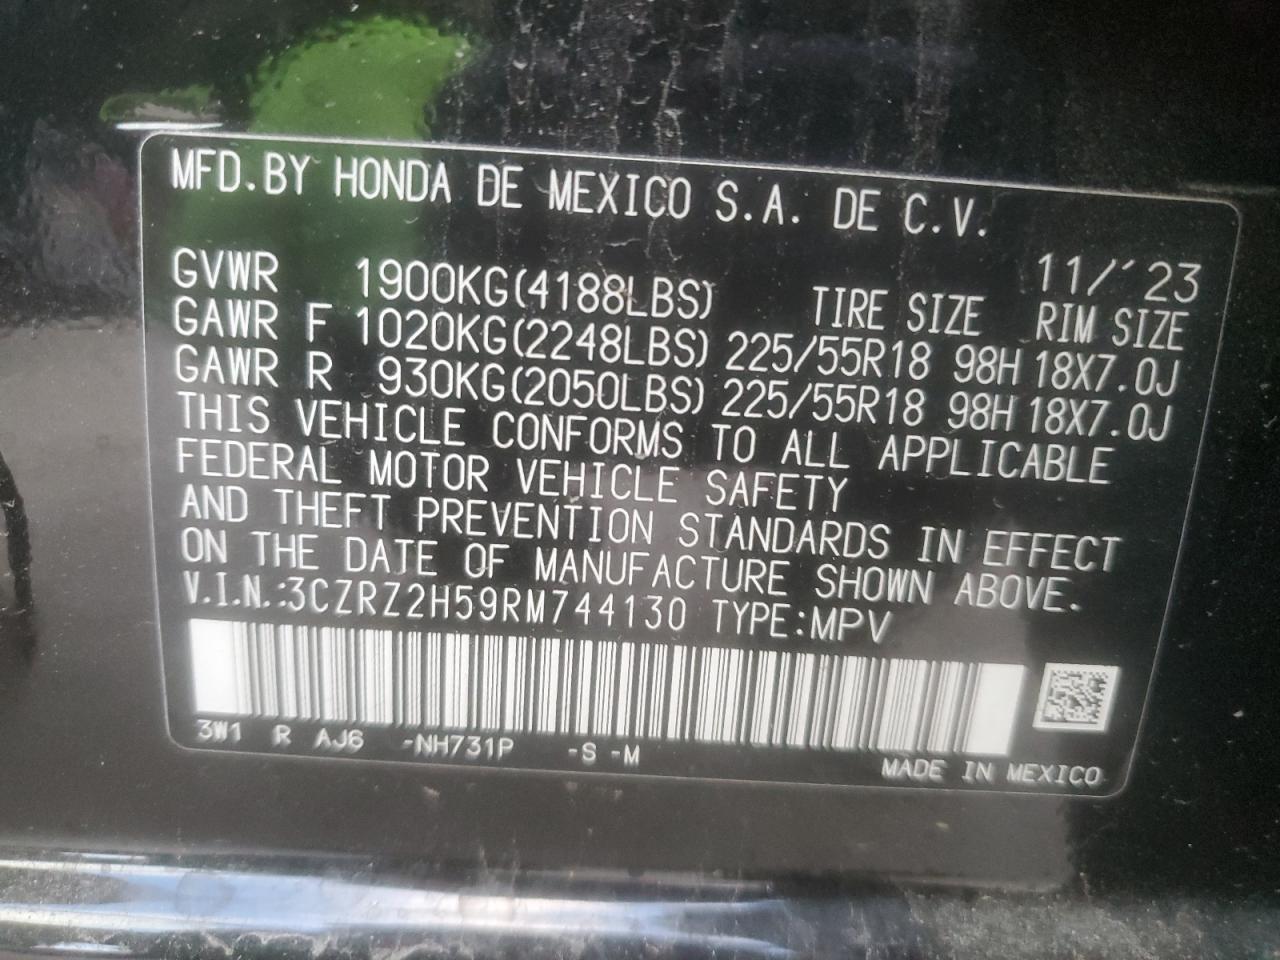 MFD.BY HONDA DE MEXICO S.A. DE C.V.
11/'23
GVWR 1900KG(4188LBS) TIRE SIZE RIM SIZE
GAWR F 1020KG(2248LBS) 225/55R18 98H 18X7.0J
GAWR R 930KG(2050LBS) 225/55R18 98H 18X7.0J
THIS VEHICLE CONFORMS TO ALL APPLICABLE
FEDERAL MOTOR VEHICLE SAFETY
AND THEFT PREVENTION STANDARDS IN EFFECT
ON THE DATE OF MANUFACTURE SHOWN ABOVE.
V.I.N.:3CZRZ2H59RM744130 TYPE:MPV
3W1 R AJ6 -NH731P -S -M
MADE IN MEXICO